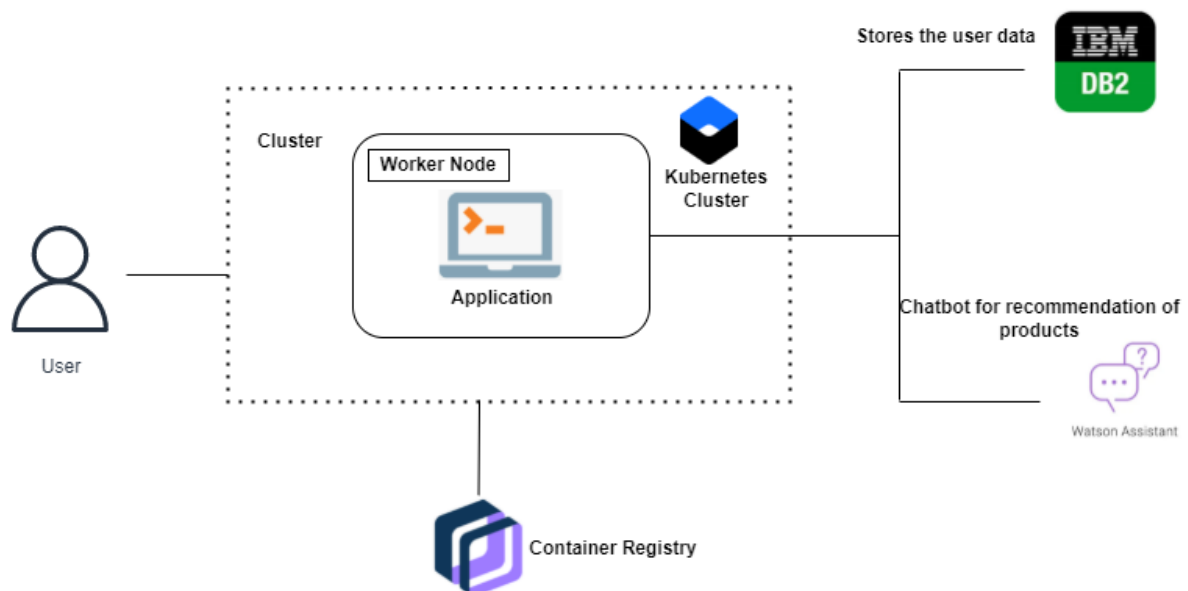 Stores the user data
IBM
DB2
Cluster
Worker Node
Kubernetes
Cluster
Application
User
Chatbot for recommendation of
products
?
Watson Assistant
Container Registry